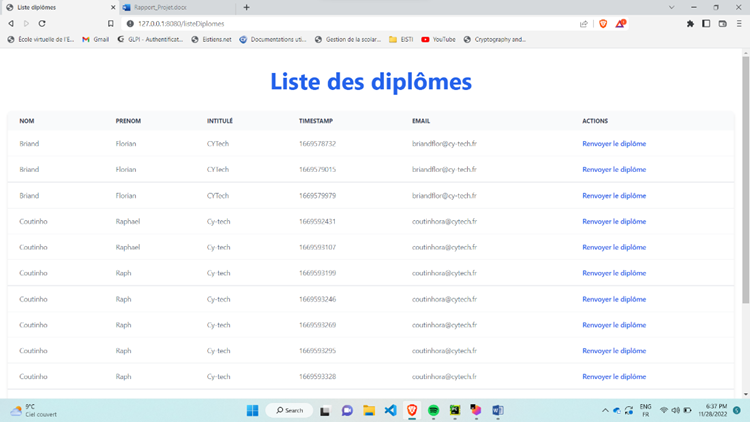 Liste diplômes
Rapport_Projet.docx
127.0.0.1:8080/listeDiplomes
École virtuelle de l'E...
Gmail
GLPI - Authentificat...
Eistiens.net
Documentations uti...
Gestion de la scolar...
EISTI
YouTube
Cryptography and...
Liste des diplômes
NOM PRENOM INTITULÉ TIMESTAMP EMAIL ACTIONS
Briand Florian CYTech 1669578732 briandflor@cy-tech.fr Renvoyer le diplôme
Briand Florian CYTech 1669579015 briandflor@cy-tech.fr Renvoyer le diplôme
Briand Florian CYTech 1669579979 briandflor@cy-tech.fr Renvoyer le diplôme
Coutinho Raphael Cy-tech 1669592431 coutinhora@cytech.fr Renvoyer le diplôme
Coutinho Raphael Cy-tech 1669593107 coutinhora@cytech.fr Renvoyer le diplôme
Coutinho Raph Cy-tech 1669593199 coutinhora@cytech.fr Renvoyer le diplôme
Coutinho Raph Cy-tech 1669593246 coutinhora@cytech.fr Renvoyer le diplôme
Coutinho Raph Cy-tech 1669593269 coutinhora@cytech.fr Renvoyer le diplôme
Coutinho Raph Cy-tech 1669593295 coutinhora@cytech.fr Renvoyer le diplôme
Coutinho Raph Cy-tech 1669593328 coutinhora@cytech.fr Renvoyer le diplôme
9°C
Ciel couvert
Search
ENG
FR
6:37 PM
11/28/2022